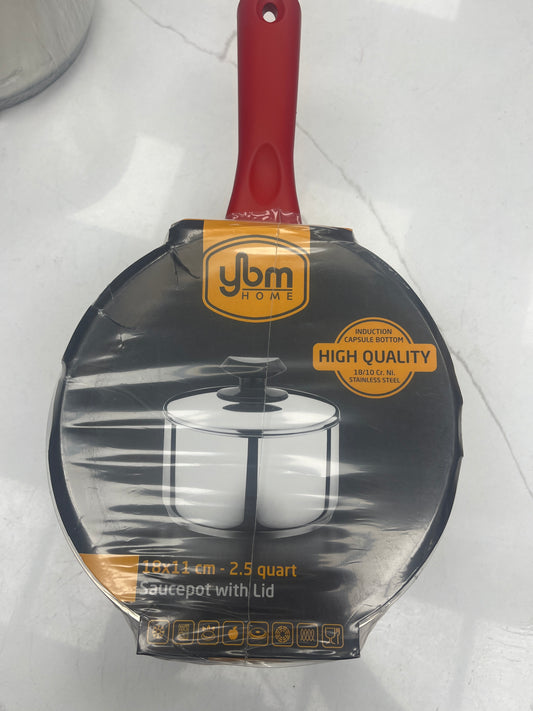 ybm
HOME
INDUCTION
CAPSULE BOTTOM
HIGH QUALITY
18/10 Cr. Ni.
STAINLESS STEEL
18x11 cm - 2.5 quart
Saucepot with Lid